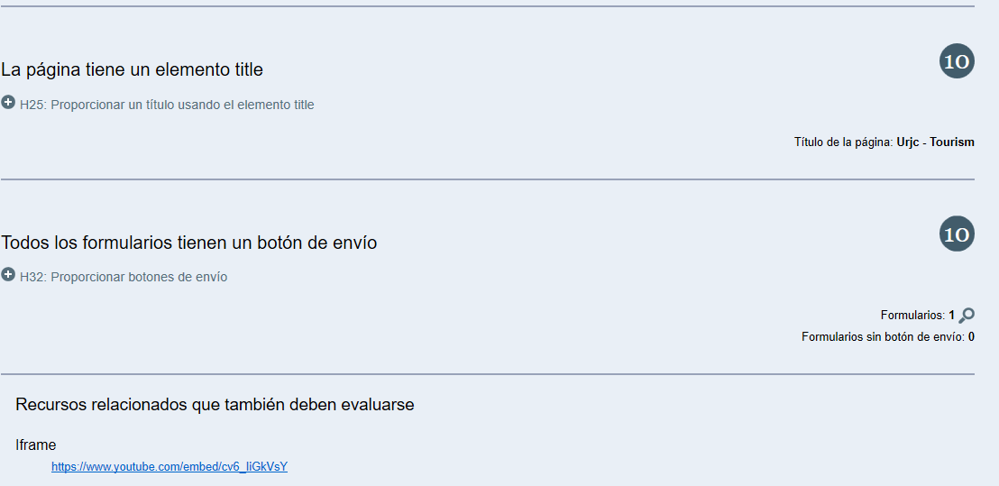 La página tiene un elemento title
10
H25: Proporcionar un título usando el elemento title
Título de la página: Urjc - Tourism
Todos los formularios tienen un botón de envío
10
H32: Proporcionar botones de envío
Formularios: 1
Formularios sin botón de envío: 0
Recursos relacionados que también deben evaluarse
Iframe
https://www.youtube.com/embed/cv6_IiGkVsY